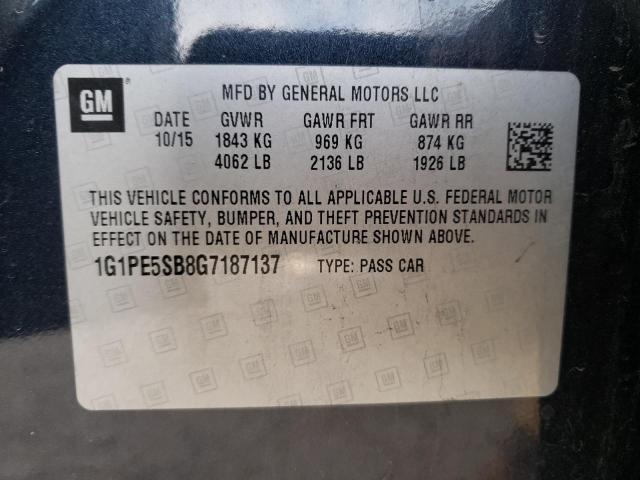 GM ® MFD BY GENERAL MOTORS LLC
DATE GVWR GAWR FRT GAWR RR
10/15 1843 KG 969 KG 874 KG
4062 LB 2136 LB 1926 LB
THIS VEHICLE CONFORMS TO ALL APPLICABLE U.S. FEDERAL MOTOR
VEHICLE SAFETY, BUMPER, AND THEFT PREVENTION STANDARDS IN
EFFECT ON THE DATE OF MANUFACTURE SHOWN ABOVE.
1G1PE5SB8G7187137 TYPE: PASS CAR